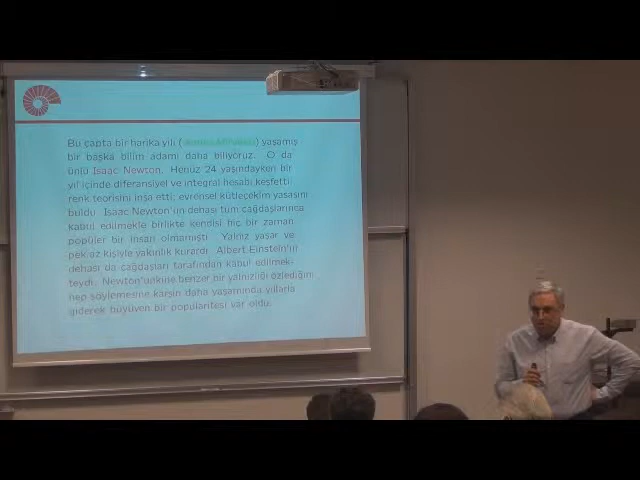 Bu çapta bir harika yılı ( ) yaşamış
bir başka bilim adamı daha biliyoruz. O da
ünlü Isaac Newton. Henüz 24 yaşındayken bir
yıl içinde diferansiyel ve integral hesabı keşfetti,
renk teorisini inşa etti; evrensel kütleçekim yasasını
buldu. Isaac Newton'un dehası tüm çağdaşlarınca
kabul edilmekle birlikte kendisi hiç bir zaman
popüler bir insan olmamıştı. Yalnız yaşar ve
pek az kişiyle yakınlık kurardı. Albert Einstein'ın
dehası da çağdaşları tarafından kabul edilmek-
teydi. Newton'unkine benzer bir yalnızlığı özlediğini
hep söylemesine karşın daha yaşamında yıllarla
giderek büyüyen bir popularitesi var oldu.